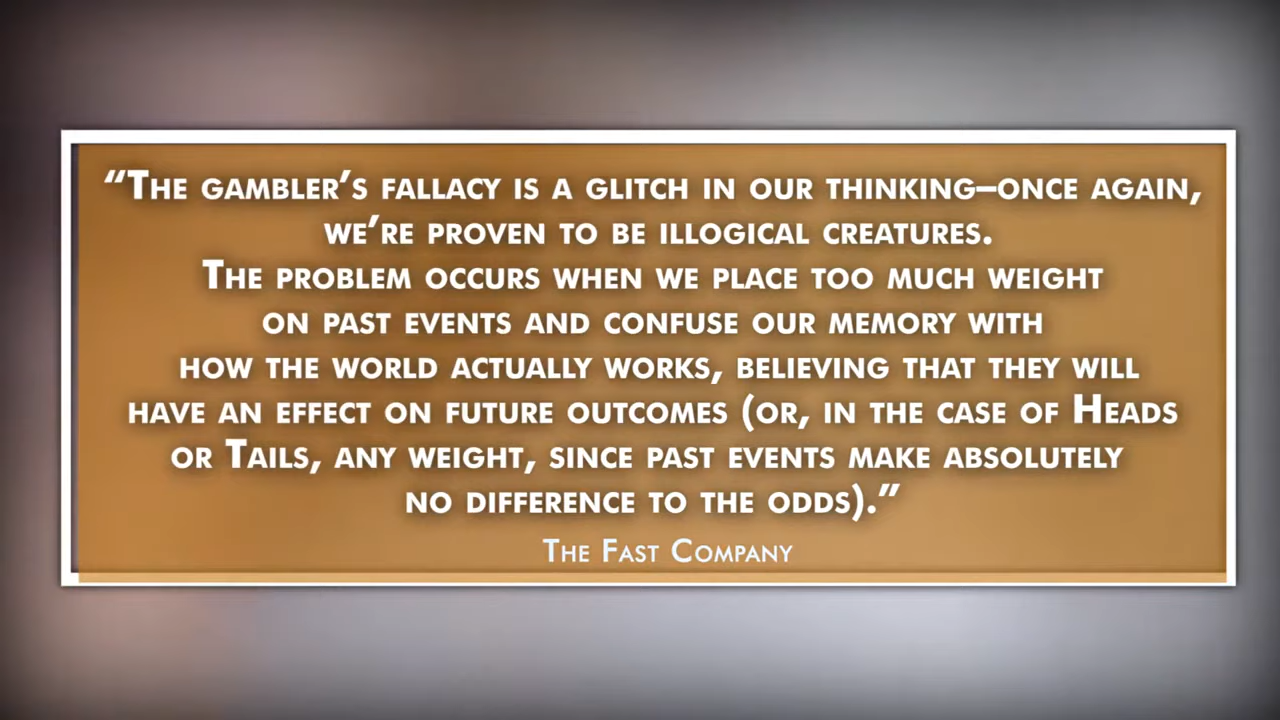 “The gambler’s fallacy is a glitch in our thinking–once again,
we’re proven to be illogical creatures.
The problem occurs when we place too much weight
on past events and confuse our memory with
how the world actually works, believing that they will
have an effect on future outcomes (or, in the case of Heads
or Tails, any weight, since past events make absolutely
no difference to the odds).”
The Fast Company